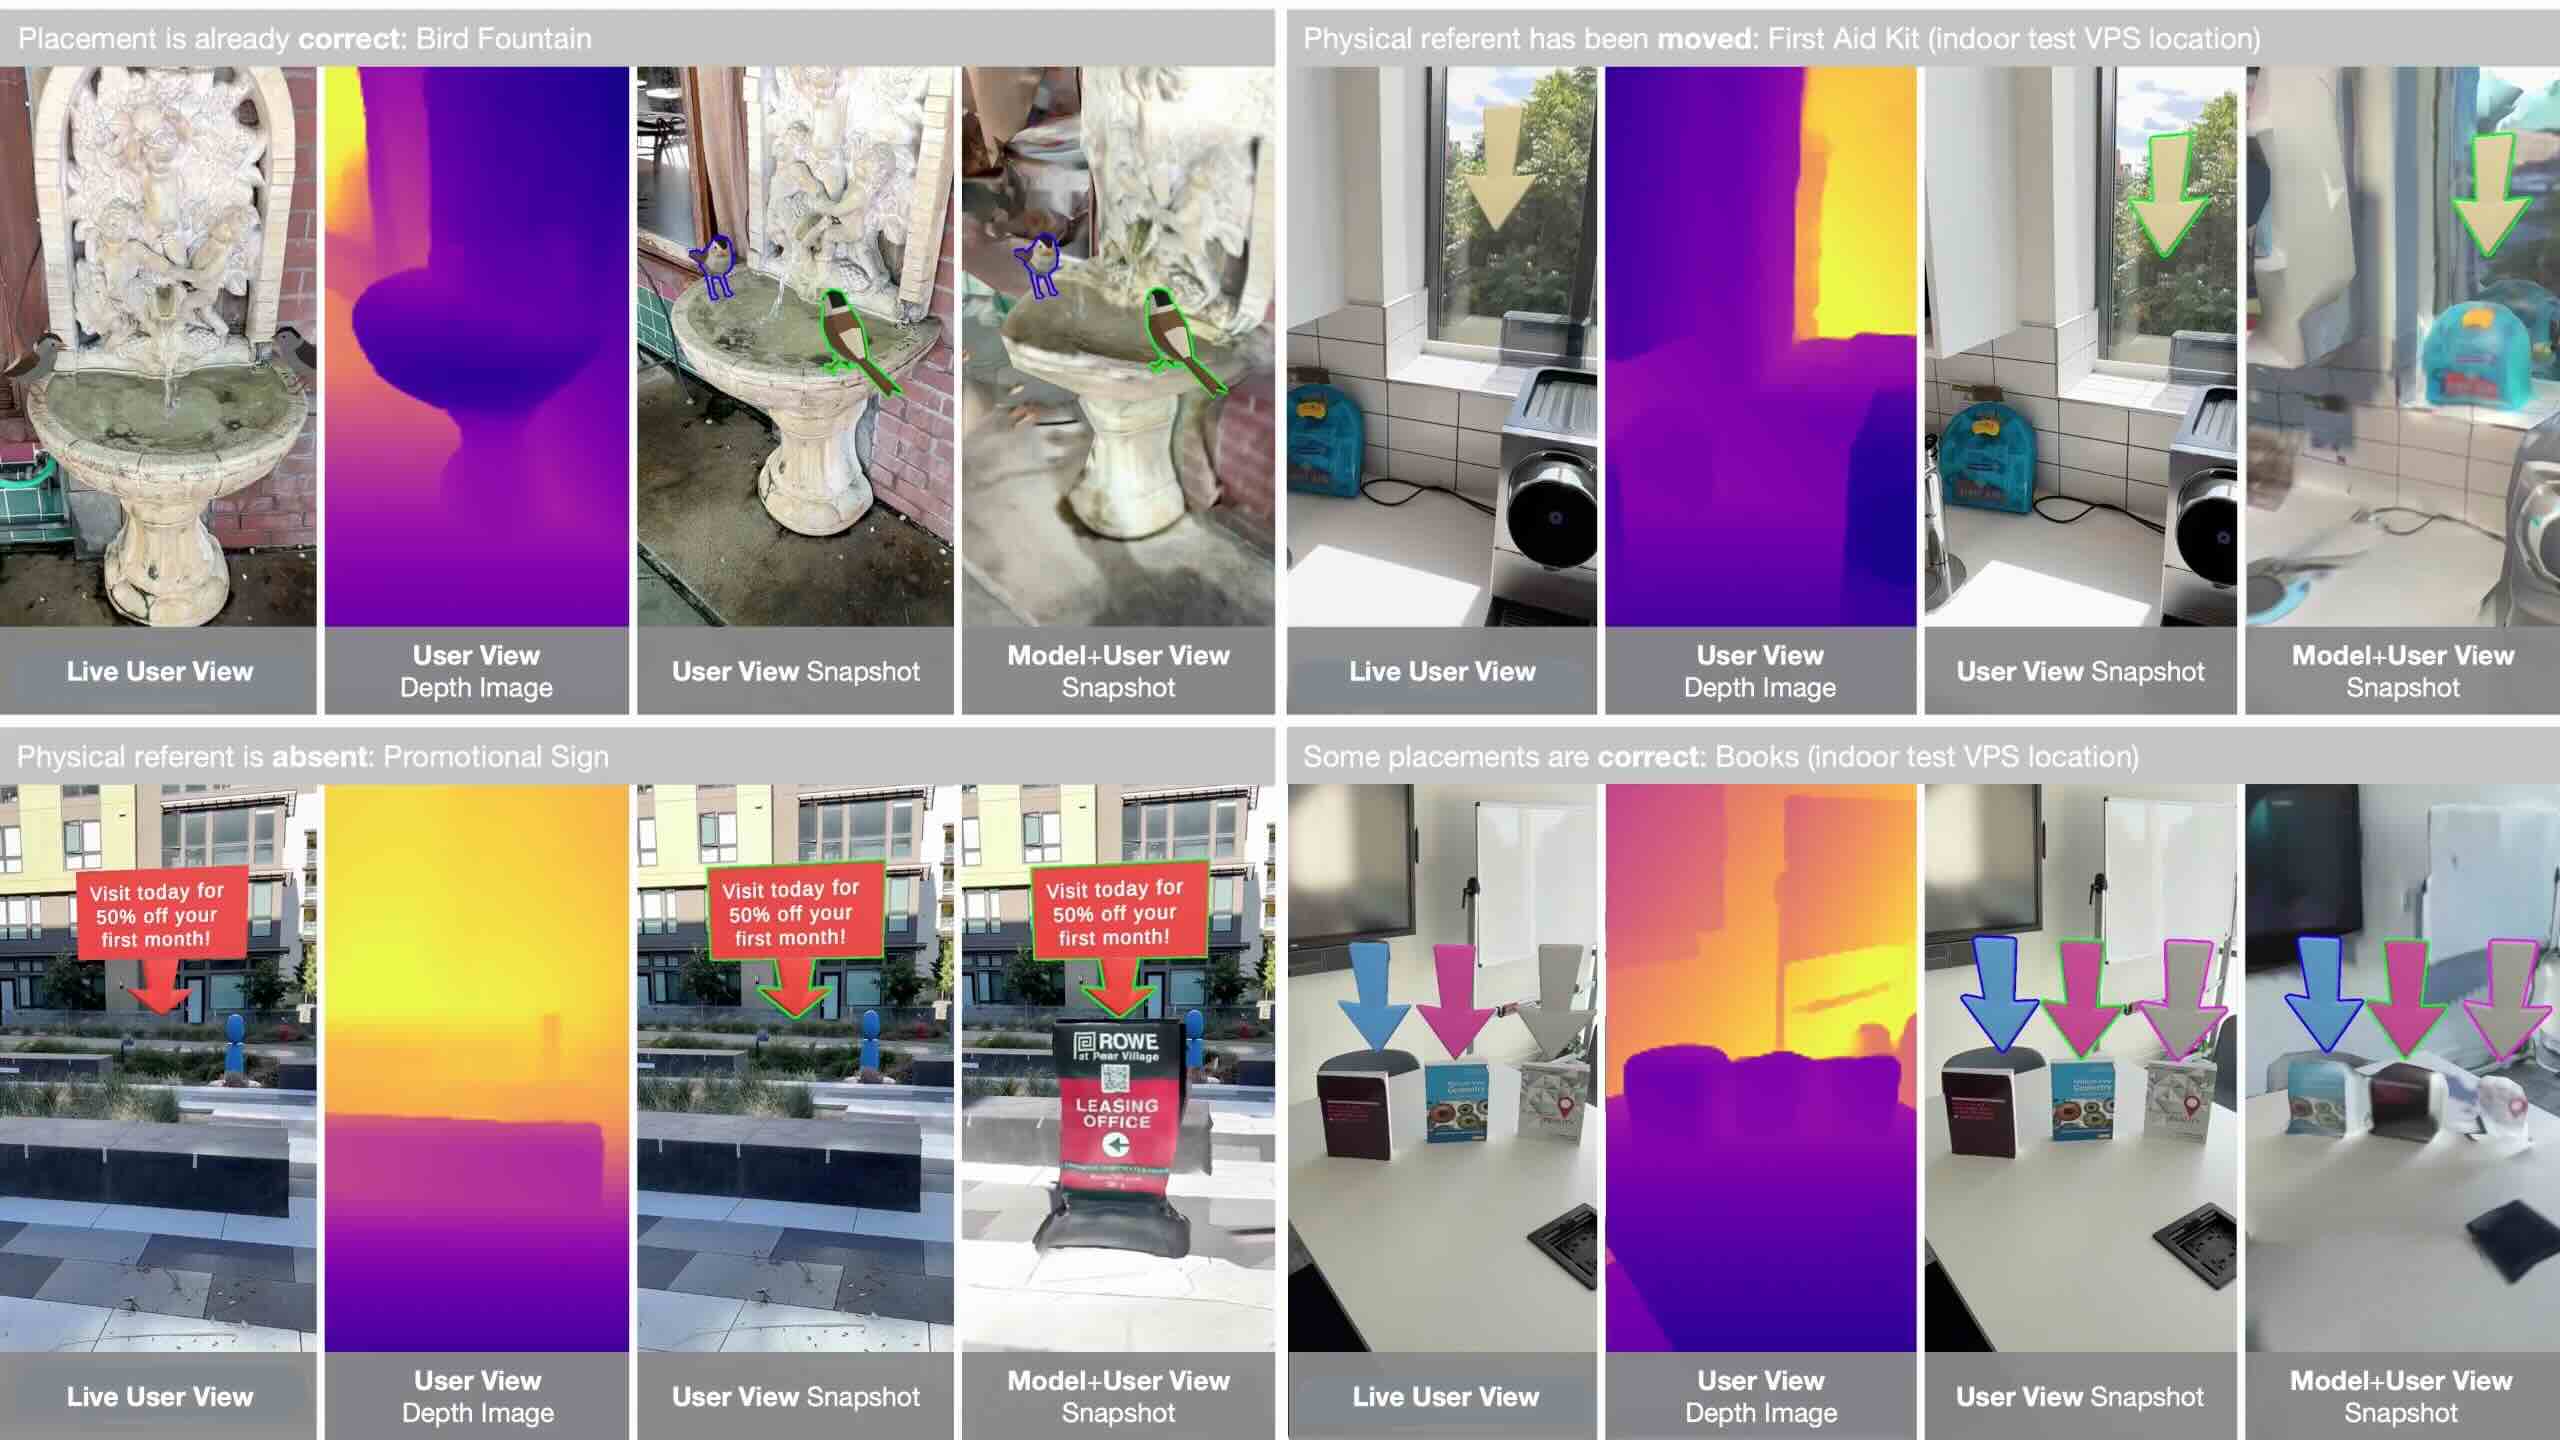 Placement is already correct: Bird Fountain
Live User View
User View
Depth Image
User View Snapshot
Model+User View
Snapshot
Physical referent has been moved: First Aid Kit (indoor test VPS location)
Live User View
User View
Depth Image
User View Snapshot
Model+User View
Snapshot
Physical referent is absent: Promotional Sign
Visit today for
50% off your
first month!
Visit today for
50% off your
first month!
Visit today for
50% off your
first month!
ROWE
LEASING
OFFICE
Live User View
User View
Depth Image
User View Snapshot
Model+User View
Snapshot
Some placements are correct: Books (indoor test VPS location)
Geometry
Geometry
Live User View
User View
Depth Image
User View Snapshot
Model+User View
Snapshot